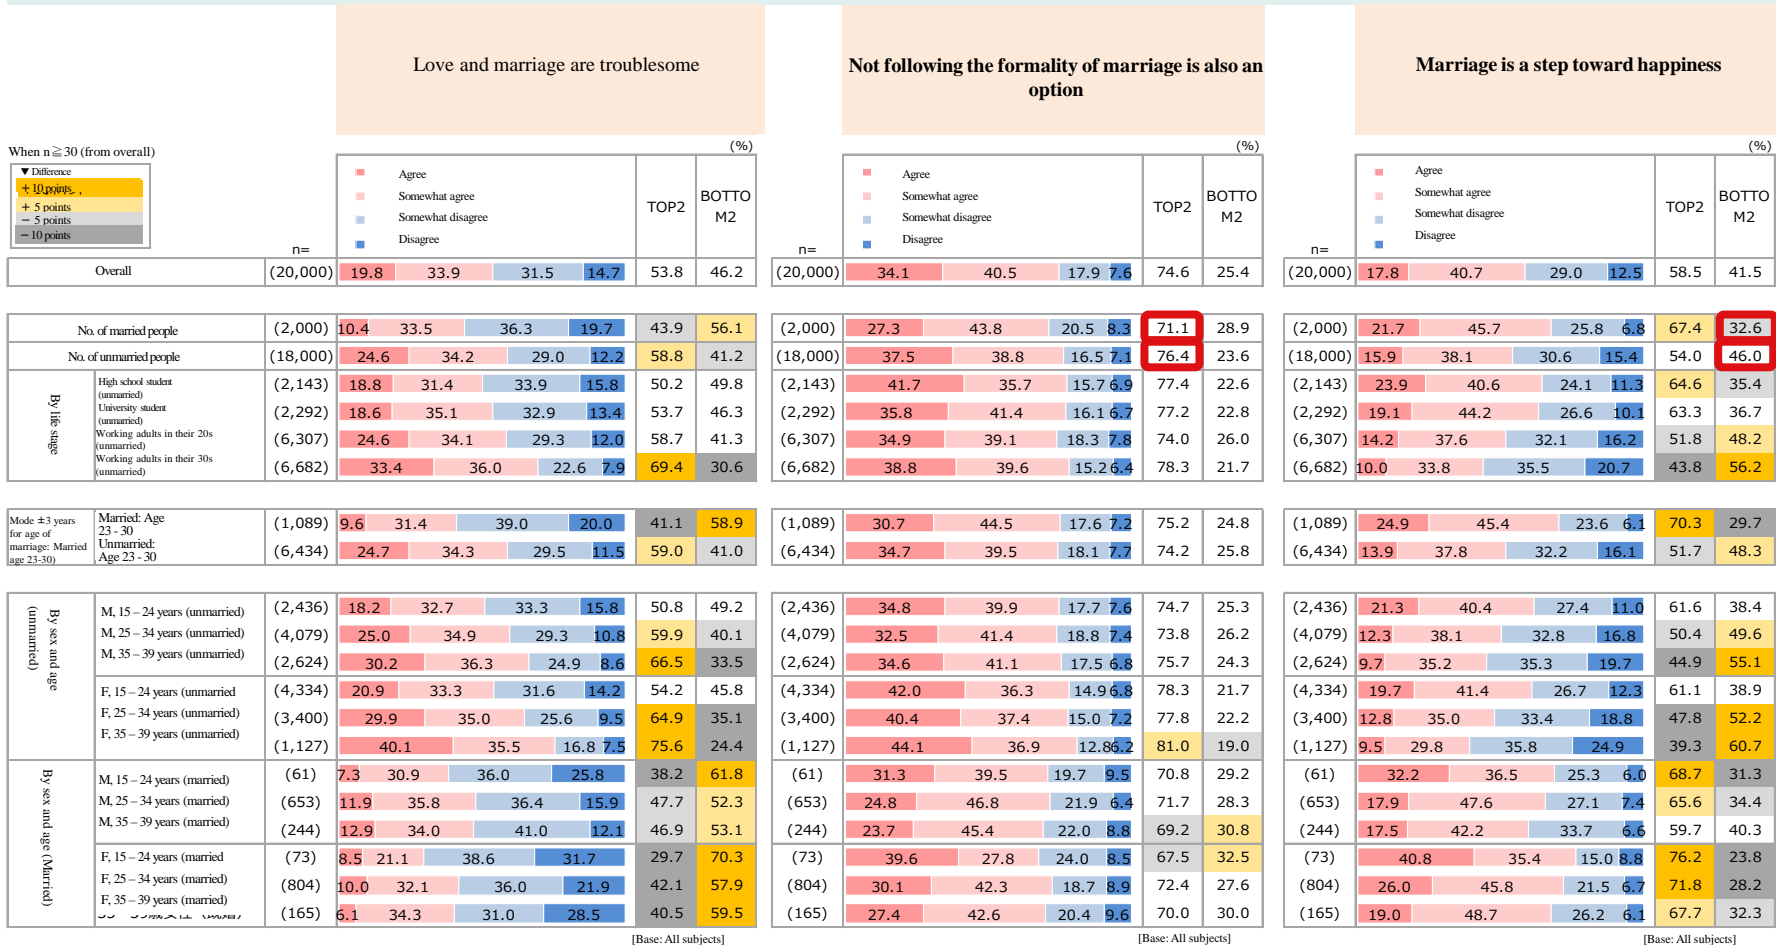 Love and marriage are troublesome
Not following the formality of marriage is also an
option
Marriage is a step toward happiness
When n≧30 (from overall)
▼Difference
+10 points
+ 5 points
− 5 points
−10 points
(%) (%) (%)
Agree
Somewhat agree
Somewhat disagree
Disagree
n=
TOP2
BOTTO
M2
Agree
Somewhat agree
Somewhat disagree
Disagree
n=
TOP2
BOTTO
M2
Agree
Somewhat agree
Somewhat disagree
Disagree
n=
TOP2
BOTTO
M2
Overall (20,000) 19.8 33.9 31.5 14.7 53.8 46.2 (20,000) 34.1 40.5 17.9 7.6 74.6 25.4 (20,000) 17.8 40.7 29.0 12.5 58.5 41.5
No. of married people (2,000) 10.4 33.5 36.3 19.7 43.9 56.1 (2,000) 27.3 43.8 20.5 8.3 71.1 28.9 (2,000) 21.7 45.7 25.8 6.8 67.4 32.6
No. of unmarried people (18,000) 24.6 34.2 29.0 12.2 58.8 41.2 (18,000) 37.5 38.8 16.5 7.1 76.4 23.6 (18,000) 15.9 38.1 30.6 15.4 54.0 46.0
By life stage
High school student
(unmarried)
(2,143) 18.8 31.4 33.9 15.8 50.2 49.8 (2,143) 41.7 35.7 15.7 6.9 77.4 22.6 (2,143) 23.9 40.6 24.1 11.3 64.6 35.4
University student
(unmarried)
(2,292) 18.6 35.1 32.9 13.4 53.7 46.3 (2,292) 35.8 41.4 16.1 6.7 77.2 22.8 (2,292) 19.1 44.2 26.6 10.1 63.3 36.7
Working adults in their 20s
(unmarried)
(6,307) 24.6 34.1 29.3 12.0 58.7 41.3 (6,307) 34.9 39.1 18.3 7.8 74.0 26.0 (6,307) 14.2 37.6 32.1 16.2 51.8 48.2
Working adults in their 30s
(unmarried)
(6,682) 33.4 36.0 22.6 7.9 69.4 30.6 (6,682) 38.8 39.6 15.2 6.4 78.3 21.7 (6,682) 10.0 33.8 35.5 20.7 43.8 56.2
Mode ±3 years
for age of
marriage: Married
age 23-30)
Married: Age
23 - 30
(1,089) 9.6 31.4 39.0 20.0 41.1 58.9 (1,089) 30.7 44.5 17.6 7.2 75.2 24.8 (1,089) 24.9 45.4 23.6 6.1 70.3 29.7
Unmarried:
Age 23 - 30
(6,434) 24.7 34.3 29.5 11.5 59.0 41.0 (6,434) 34.7 39.5 18.1 7.7 74.2 25.8 (6,434) 13.9 37.8 32.2 16.1 51.7 48.3
By sex and age
(unmarried)
M, 15 – 24 years (unmarried) (2,436) 18.2 32.7 33.3 15.8 50.8 49.2 (2,436) 34.8 39.9 17.7 7.6 74.7 25.3 (2,436) 21.3 40.4 27.4 11.0 61.6 38.4
M, 25 – 34 years (unmarried) (4,079) 25.0 34.9 29.3 10.8 59.9 40.1 (4,079) 32.5 41.4 18.8 7.4 73.8 26.2 (4,079) 12.3 38.1 32.8 16.8 50.4 49.6
M, 35 – 39 years (unmarried) (2,624) 30.2 36.3 24.9 8.6 66.5 33.5 (2,624) 34.6 41.1 17.5 6.8 75.7 24.3 (2,624) 9.7 35.2 35.3 19.7 44.9 55.1
F, 15 – 24 years (unmarried (4,334) 20.9 33.3 31.6 14.2 54.2 45.8 (4,334) 42.0 36.3 14.9 6.8 78.3 21.7 (4,334) 19.7 41.4 26.7 12.3 61.1 38.9
F, 25 – 34 years (unmarried) (3,400) 29.9 35.0 25.6 9.5 64.9 35.1 (3,400) 40.4 37.4 15.0 7.2 77.8 22.2 (3,400) 12.8 35.0 33.4 18.8 47.8 52.2
F, 35 – 39 years (unmarried) (1,127) 40.1 35.5 16.8 7.5 75.6 24.4 (1,127) 44.1 36.9 12.8 6.2 81.0 19.0 (1,127) 9.5 29.8 35.8 24.9 39.3 60.7
By sex and age (Married)
M, 15 – 24 years (married) (61) 7.3 30.9 36.0 25.8 38.2 61.8 (61) 31.3 39.5 19.7 9.5 70.8 29.2 (61) 32.2 36.5 25.3 6.0 68.7 31.3
M, 25 – 34 years (married) (653) 11.9 35.8 36.4 15.9 47.7 52.3 (653) 24.8 46.8 21.9 6.4 71.7 28.3 (653) 17.9 47.6 27.1 7.4 65.6 34.4
M, 35 – 39 years (married) (244) 12.9 34.0 41.0 12.1 46.9 53.1 (244) 23.7 45.4 22.0 8.8 69.2 30.8 (244) 17.5 42.2 33.7 6.6 59.7 40.3
F, 15 – 24 years (married (73) 8.5 21.1 38.6 31.7 29.7 70.3 (73) 39.6 27.8 24.0 8.5 67.5 32.5 (73) 40.8 35.4 15.0 8.8 76.2 23.8
F, 25 – 34 years (married) (804) 10.0 32.1 36.0 21.9 42.1 57.9 (804) 30.1 42.3 18.7 8.9 72.4 27.6 (804) 26.0 45.8 21.5 6.7 71.8 28.2
F, 35 – 39 years (married) (165) 6.1 34.3 31.0 28.5 40.5 59.5 (165) 27.4 42.6 20.4 9.6 70.0 30.0 (165) 19.0 48.7 26.2 6.1 67.7 32.3
[Base: All subjects] [Base: All subjects] [Base: All subjects]